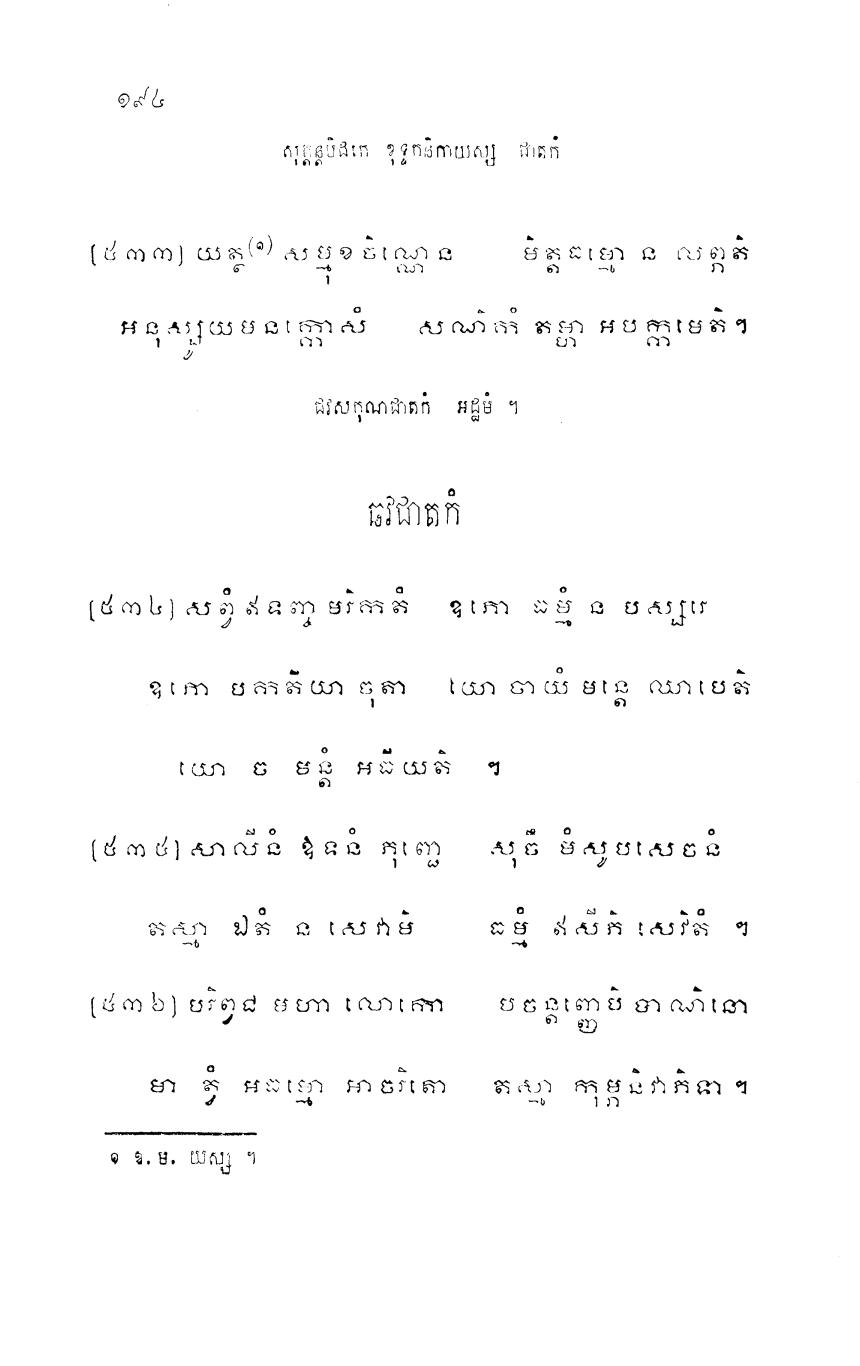 ១៩៤
សុត្តន្តបិដកេ ខុទ្ទកនិកាយស្ស ជាតកំ
[៥៣៣] យត្ថ(១) សម្មុខចិណ្ណេន មិត្តធម្មោ ន លព្ភតិ
អនុស្សូយមនក្កោសំ សណិកំ តម្ហា អបក្កមេតិ។
ជវសកុណជាតកំ អដ្ឋមំ ។
ឆវជាតកំ
[៥៣៤] សព្វំ ឥទញ្ច មរិកតំ ឧភោ ធម្មំ ន បស្សរេ
ឧភោ បកតិយា ចុតា យោ ចាយំ មន្តេ ឈាបេតិ
យោ ច មន្តំ អធីយតិ ។
[៥៣៥] សាលីនំ ឱទនំ ភុញ្ជេ សុចឹ មំសូបសេចនំ
តស្មា ឯតំ ន សេវាមិ ធម្មំ ឥសីភិ សេវិតំ ។
[៥៣៦] បរិព្វជ មហា លោកោ បចន្តញ្ញេបិ បាណិនោ
មា ត្វំ អធម្មោ អាចរិតោ តស្មា កុម្ភមិវាភិទា។
១ ឱ.ម. យស្ស ។